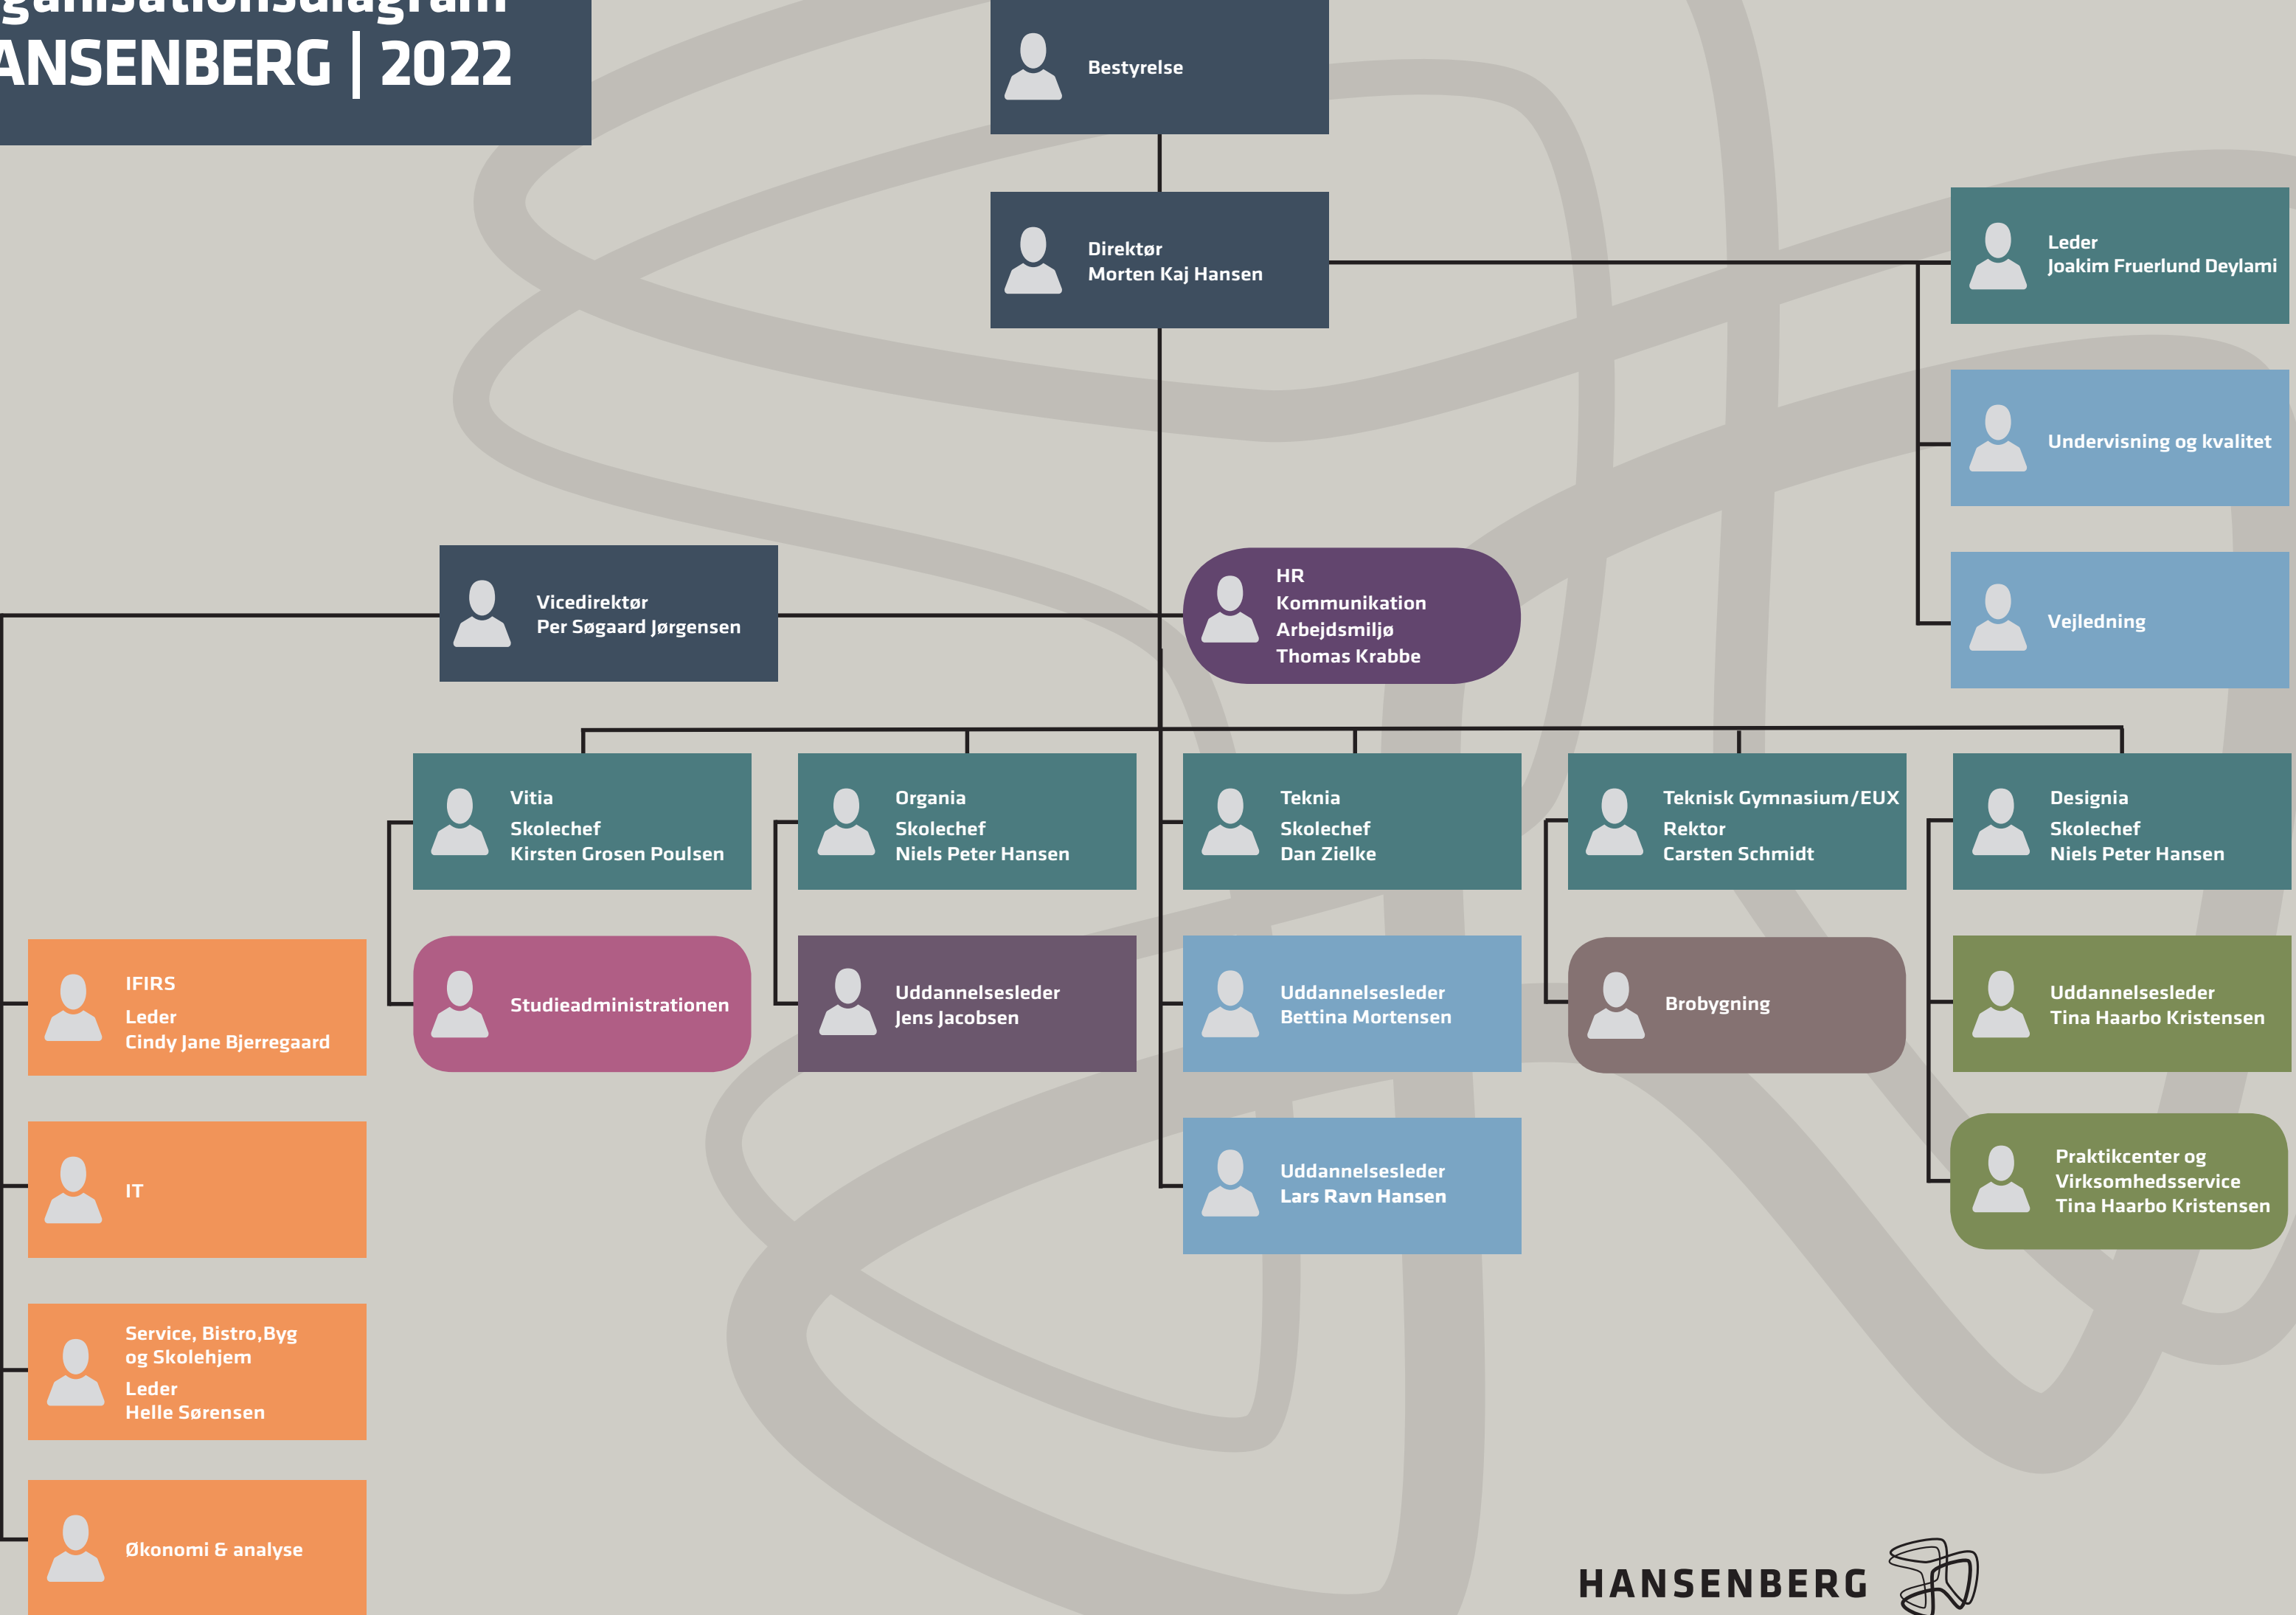 ganisationsdiagram
ANSENBERG | 2022
Bestyrelse
Direktør
Morten Kaj Hansen
Leder
Joakim Fruerlund Deylami
Undervisning og kvalitet
Vejledning
Vicedirektør
Per Søgaard Jørgensen
HR
Kommunikation
Arbejdsmiljø
Thomas Krabbe
Vitia
Skolechef
Kirsten Grosen Poulsen
Organia
Skolechef
Niels Peter Hansen
Teknia
Skolechef
Dan Zielke
Teknisk Gymnasium/EUX
Rektor
Carsten Schmidt
Designia
Skolechef
Niels Peter Hansen
IFIRS
Leder
Cindy Jane Bjerregaard
Studieadministrationen
Uddannelsesleder
Jens Jacobsen
Uddannelsesleder
Bettina Mortensen
Brobygning
Uddannelsesleder
Tina Haarbo Kristensen
IT
Uddannelsesleder
Lars Ravn Hansen
Praktikcenter og
Virksomhedsservice
Tina Haarbo Kristensen
Service, Bistro,Byg
og Skolehjem
Leder
Helle Sørensen
Økonomi & analyse
HANSENBERG